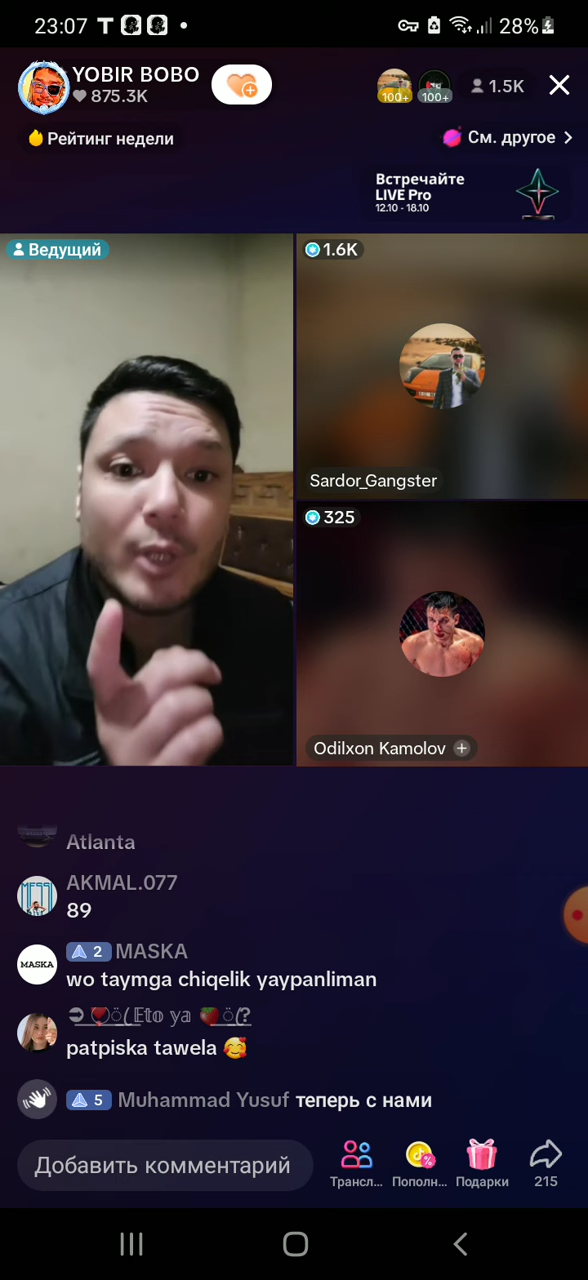 23:07
28%
YOBIR BOBO
875.3K
100+
100+
1.5K
Рейтинг недели
См. другое
Встречайте
LIVE Pro
12.10 - 18.10
Ведущий
1.6K
Sardor_Gangster
325
Odilxon Kamolov
Atlanta
AKMAL.077
89
2 MASKA
wo taymga chiqelik yaypanliman
𝔼𝕥𝕠 𝕪𝕒
patpiska tawela 🥰
5 Muhammad Yusuf теперь с нами
Добавить комментарий
Трансл...
Пополн...
Подарки
215